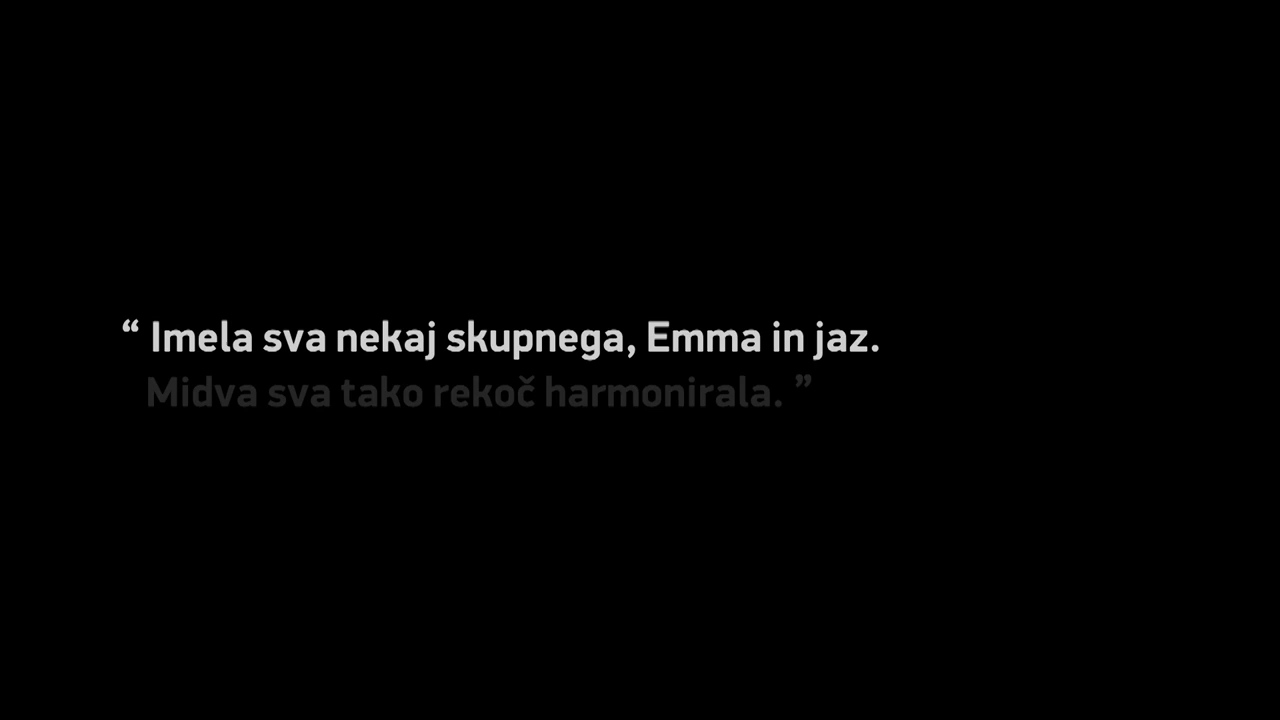 “ Imela sva nekaj skupnega, Emma in jaz.
Midva sva tako rekoč harmonirala. ”